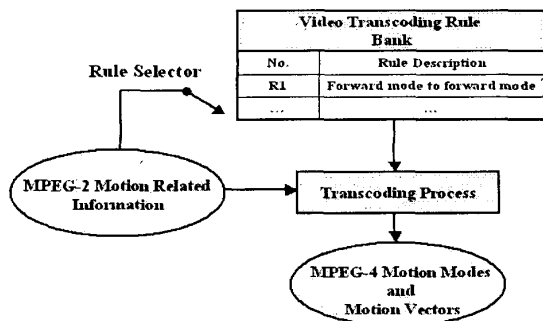 Video Transcoding Rule
Bank
No. Rule Description
R1 Forward mode to forward mode
... ...
Rule Selector
MPEG-2 Motion Related
Information
Transcoding Process
MPEG-4 Motion Modes
and
Motion Vectors